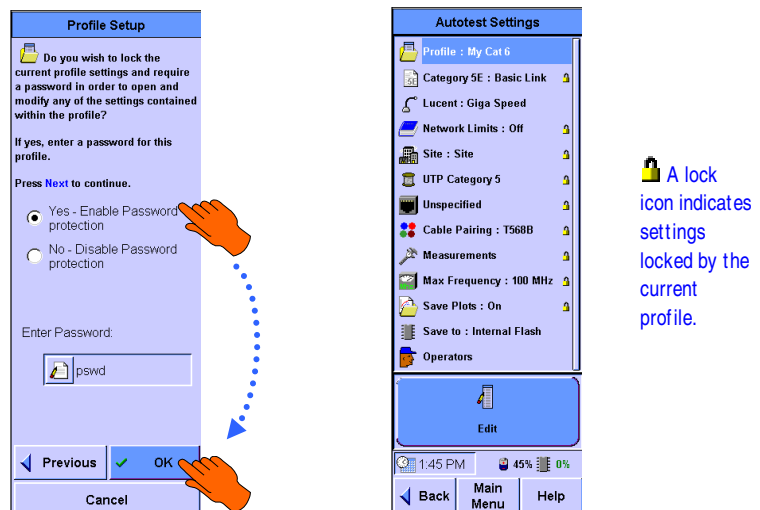 Profile Setup
Do you wish to lock the
current profile settings and require
a password in order to open and
modify any of the settings contained
within the profile?
If yes, enter a password for this
profile.
Press Next to continue.
Yes - Enable Password
protection
No - Disable Password
protection
Enter Password:
pswd
Previous
OK
Cancel
Autotest Settings
Profile : My Cat 6
5E
Category 5E : Basic Link
Lucent : Giga Speed
Network Limits : Off
Site : Site
UTP Category 5
Unspecified
Cable Pairing : T568B
Measurements
Max Frequency : 100 MHz
Save Plots : On
Save to : Internal Flash
Operators
Edit
1:45 PM
45%
0%
Back
Main
Menu
Help
A lock
icon indicates
settings
locked by the
current
profile.